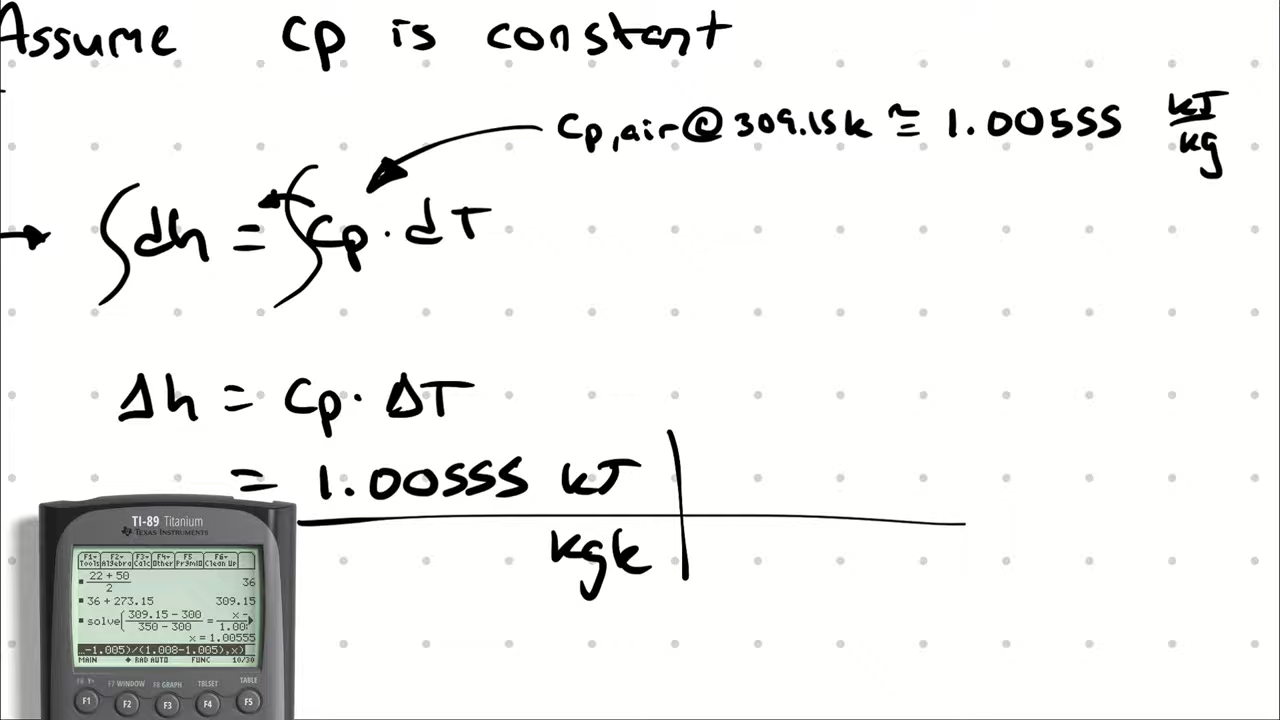 Assume cp is constant
cp,air@309.15k ≅ 1.00555 kJ/kg
∫dh = ∫cp·dT
Δh = cp·ΔT
= 1.00555 kJ
kgk
TI-89 Titanium
TEXAS INSTRUMENTS
F1 Tools F2 Algebra F3 Calc F4 Other F5 PrgmIO F6 Clean Up
22 + 50
2
36
36 + 273.15 309.15
solve(309.15 - 300 / 350 - 300 = x - / 1.00
x = 1.00555
…-1.005)/(1.008-1.005),x)
MAIN RAD AUTO FUNC 10/30
F6 Y= F7 WINDOW F8 GRAPH TBLSET TABLE
F1 F2 F3 F4 F5